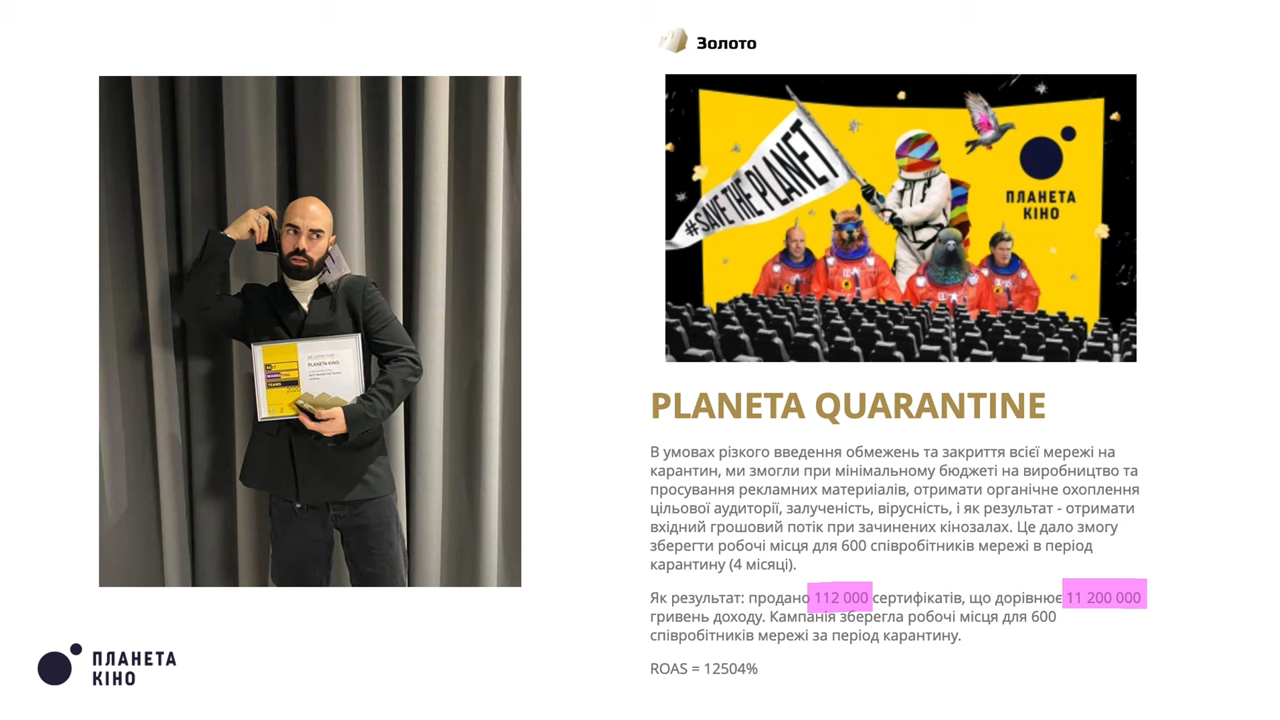 Золото
#SAVE THE PLANET
ПЛАНЕТА
КІНО
PLANETA KINO
2020
PLANETA QUARANTINE
В умовах різкого введення обмежень та закриття всієї мережі на
карантин, ми змогли при мінімальному бюджеті на виробництво та
просування рекламних матеріалів, отримати органічне охоплення
цільової аудиторії, залученість, вірусність, і як результат - отримати
вхідний грошовий потік при зачинених кінозалах. Це дало змогу
зберегти робочі місця для 600 співробітників мережі в період
карантину (4 місяці).
Як результат: продано 112 000 сертифікатів, що дорівнює 11 200 000
гривень доходу. Кампанія зберегла робочі місця для 600
співробітників мережі за період карантину.
ROAS = 12504%
ПЛАНЕТА
КІНО